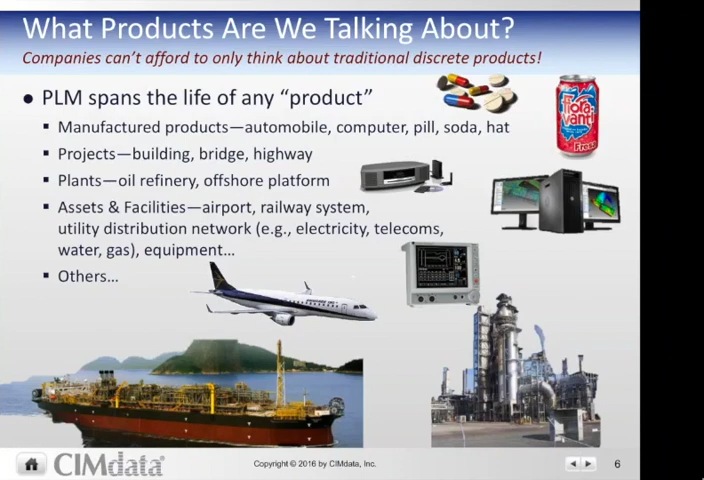 What Products Are We Talking About?
Companies can't afford to only think about traditional discrete products!
● PLM spans the life of any “product”
▪ Manufactured products—automobile, computer, pill, soda, hat
▪ Projects—building, bridge, highway
▪ Plants—oil refinery, offshore platform
▪ Assets & Facilities—airport, railway system,
utility distribution network (e.g., electricity, telecoms,
water, gas), equipment…
▪ Others…
Fiora
vanti
Fresa
CIMdata®
Copyright © 2016 by CIMdata, Inc.
6